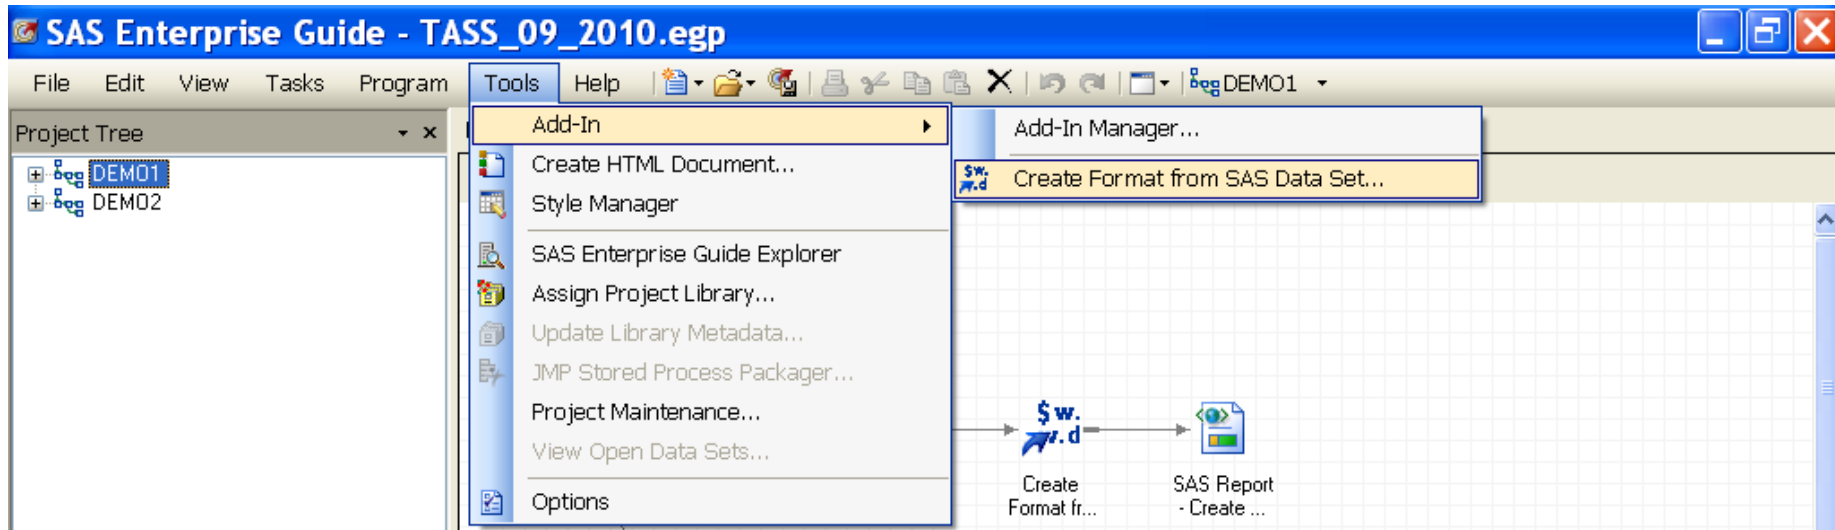 SAS Enterprise Guide - TASS_09_2010.egp
File Edit View Tasks Program Tools Help DEMO1
Project Tree
DEMO1
DEMO2
Add-In
Create HTML Document...
Style Manager
SAS Enterprise Guide Explorer
Assign Project Library...
Update Library Metadata...
JMP Stored Process Packager...
Project Maintenance...
View Open Data Sets...
Options
Add-In Manager...
$w.
.d
Create Format from SAS Data Set...
$w.
.d
Create
Format fr...
SAS Report
- Create ...